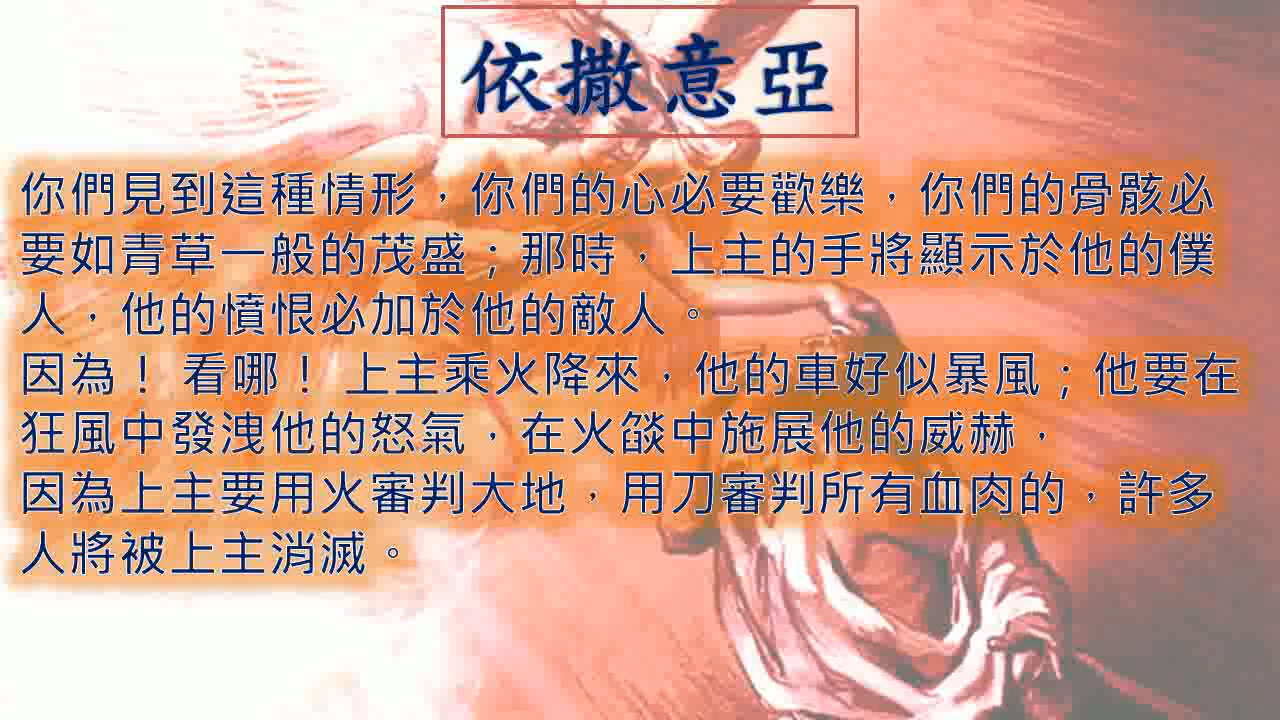 依撒意亞
你們見到這種情形，你們的心必要歡樂，你們的骨骸必
要如青草一般的茂盛；那時，上主的手將顯示於他的僕
人，他的憤恨必加於他的敵人。
因為！ 看哪！ 上主乘火降來，他的車好似暴風；他要在
狂風中發洩他的怒氣，在火燄中施展他的威赫，
因為上主要用火審判大地，用刀審判所有血肉的，許多
人將被上主消滅。